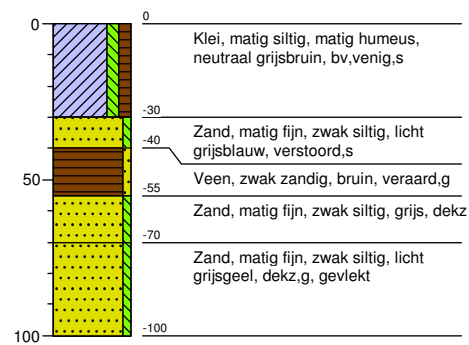 0
0
Klei, matig siltig, matig humeus,
neutraal grijsbruin, bv,venig,s
-30
Zand, matig fijn, zwak siltig, licht
grijsblauw, verstoord,s
-40
50
Veen, zwak zandig, bruin, veraard,g
-55
Zand, matig fijn, zwak siltig, grijs, dekz
-70
Zand, matig fijn, zwak siltig, licht
grijsgeel, dekz,g, gevlekt
-100
100